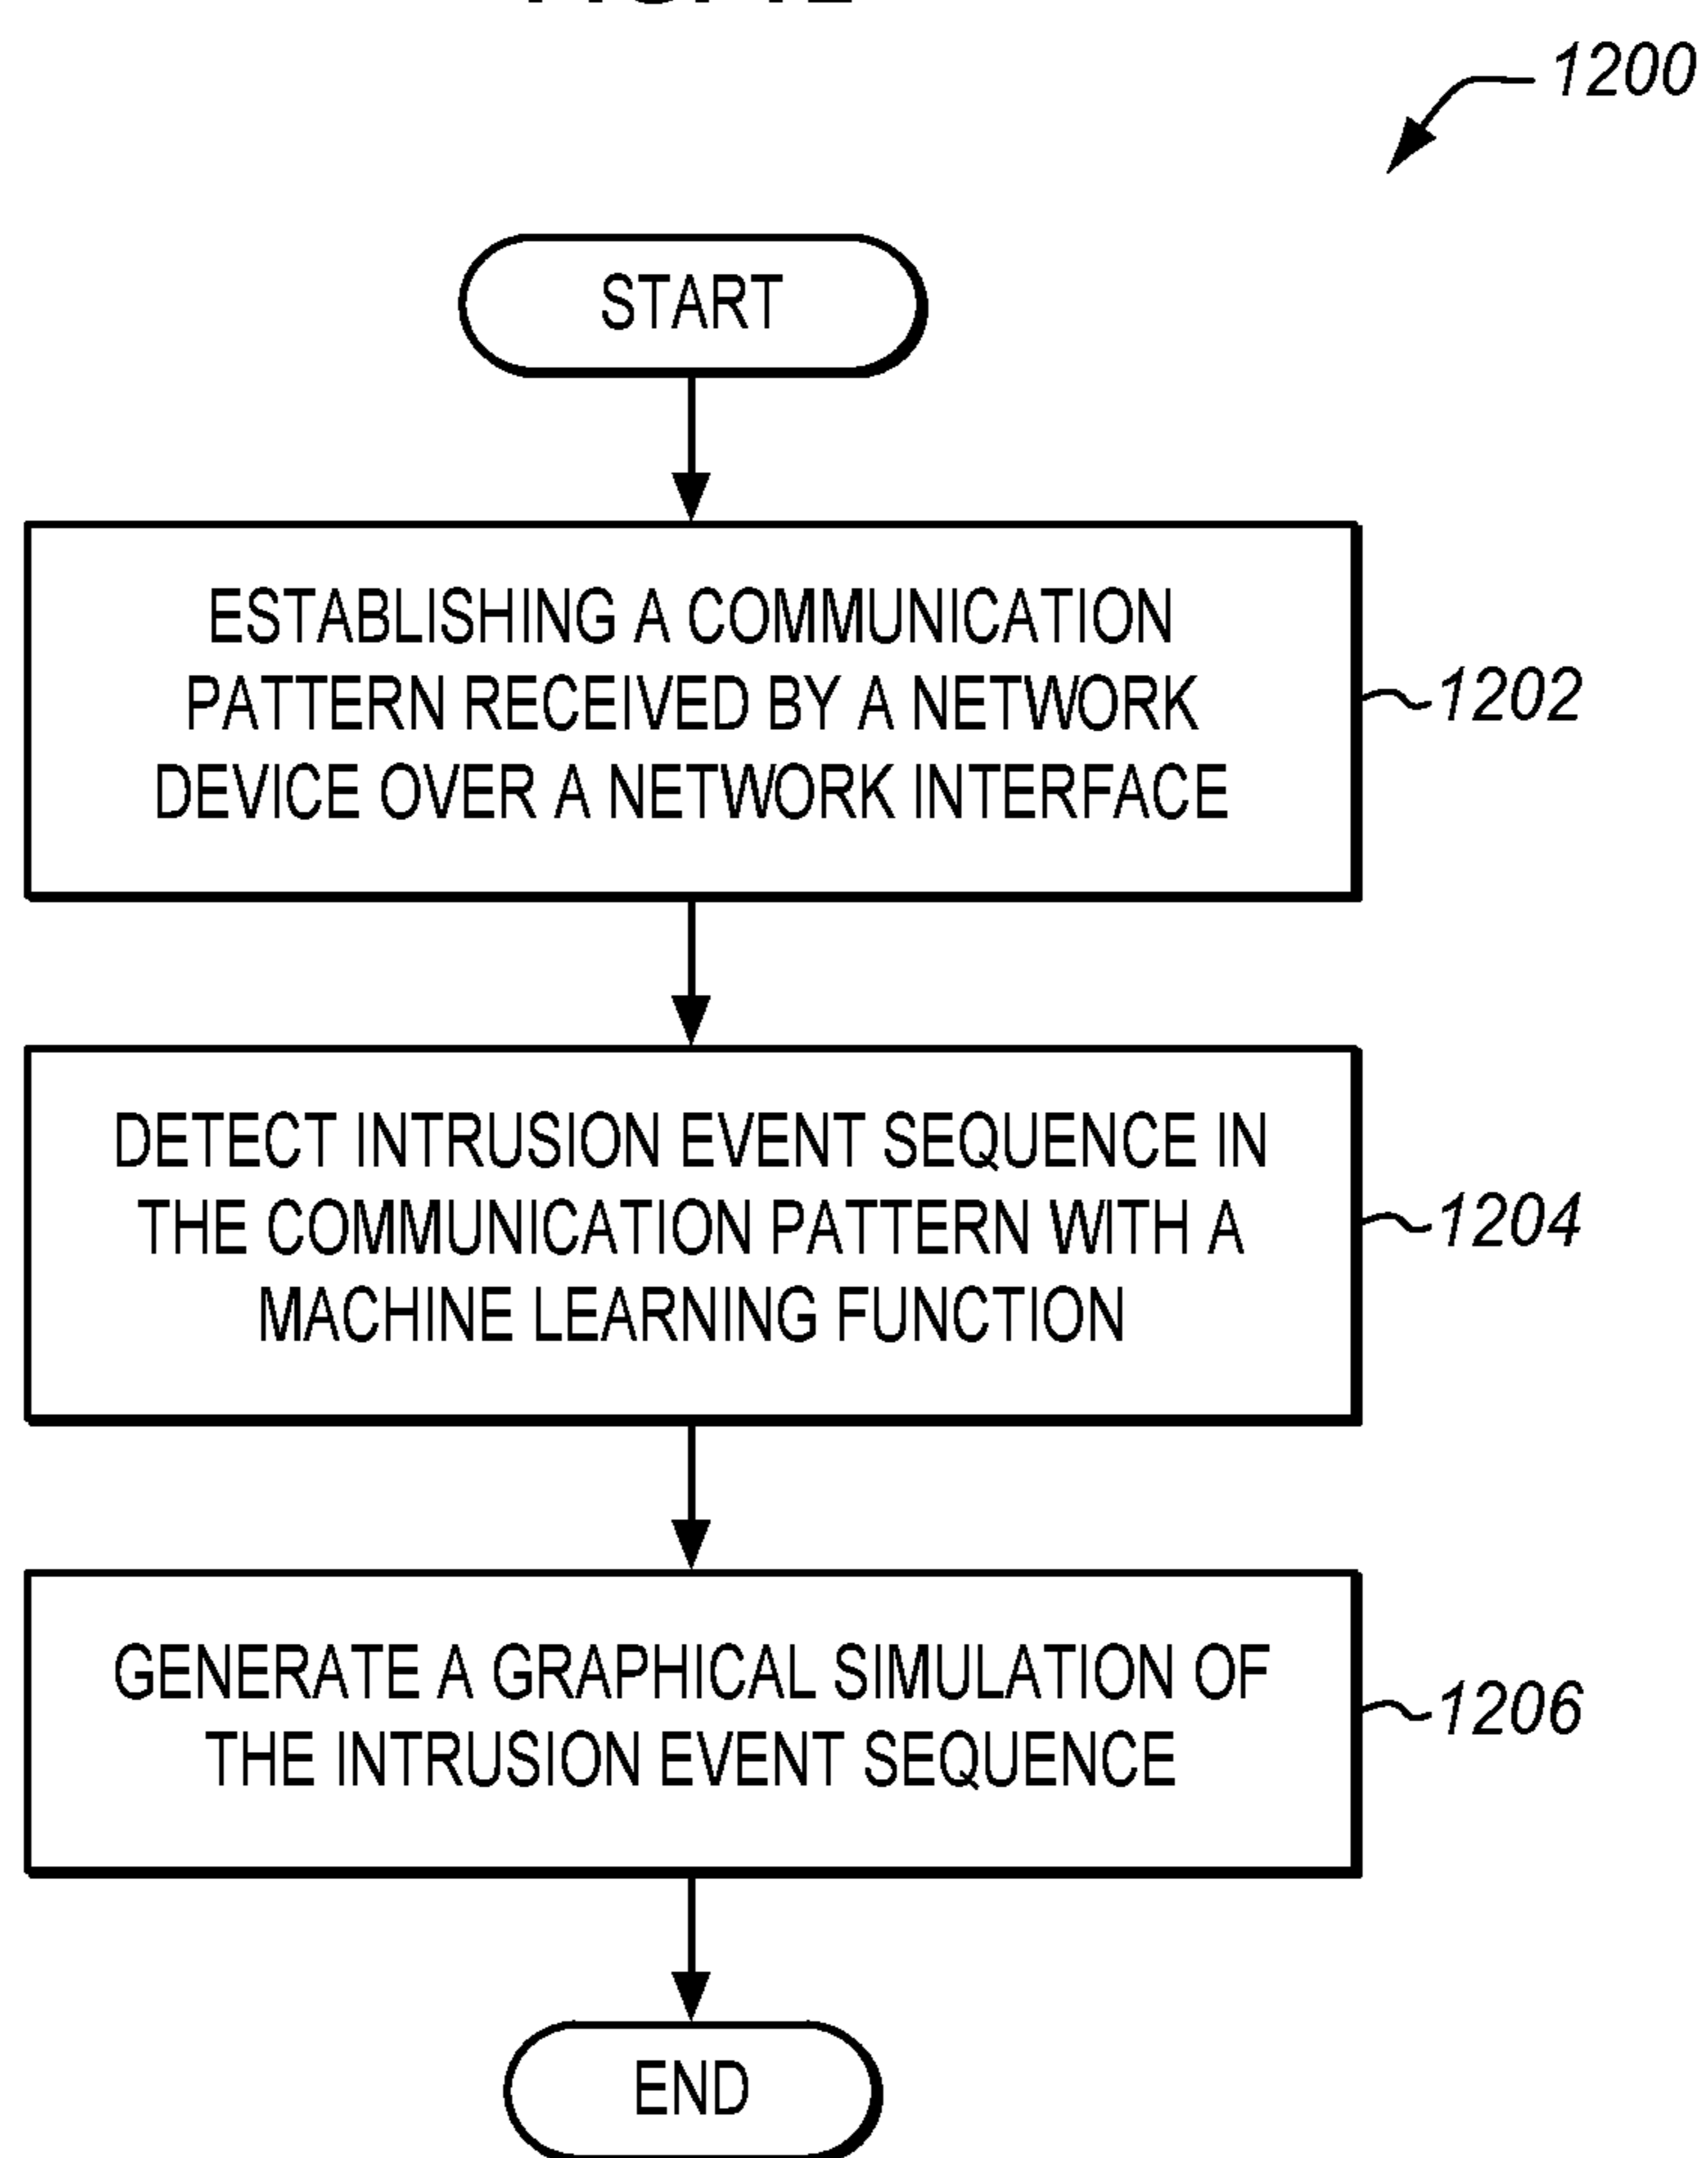 1200
START
ESTABLISHING A COMMUNICATION
PATTERN RECEIVED BY A NETWORK
DEVICE OVER A NETWORK INTERFACE
1202
DETECT INTRUSION EVENT SEQUENCE IN
THE COMMUNICATION PATTERN WITH A
MACHINE LEARNING FUNCTION
1204
GENERATE A GRAPHICAL SIMULATION OF
THE INTRUSION EVENT SEQUENCE
1206
END